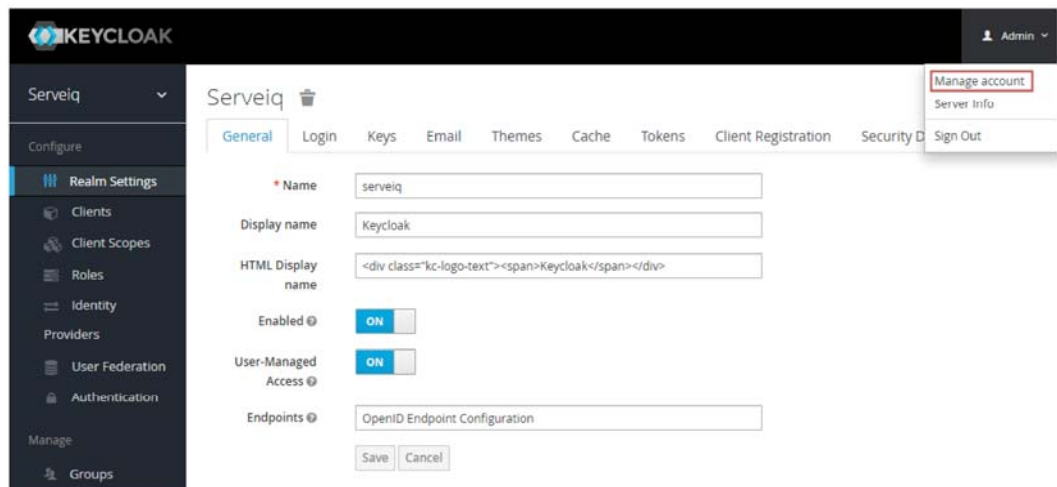 KEYCLOAK
Admin
Manage account
Server Info
Sign Out
Serveiq
Configure
Realm Settings
Clients
Client Scopes
Roles
Identity
Providers
User Federation
Authentication
Manage
Groups
Serveiq
General Login Keys Email Themes Cache Tokens Client Registration Security D
* Name serveiq
Display name Keycloak
HTML Display
name
<div class="kc-logo-text"><span>Keycloak</span></div>
Enabled ON
User-Managed
Access
ON
Endpoints OpenID Endpoint Configuration
Save Cancel